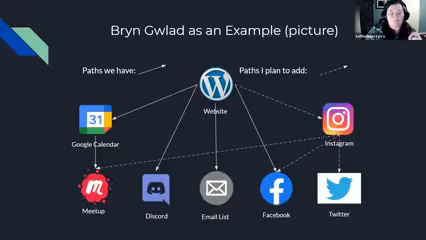 Bryn Gwlad as an Example (picture)
Paths we have:
Paths I plan to add:
Website
31
Google Calendar
Instagram
Meetup
Discord
Email List
Facebook
Twitter